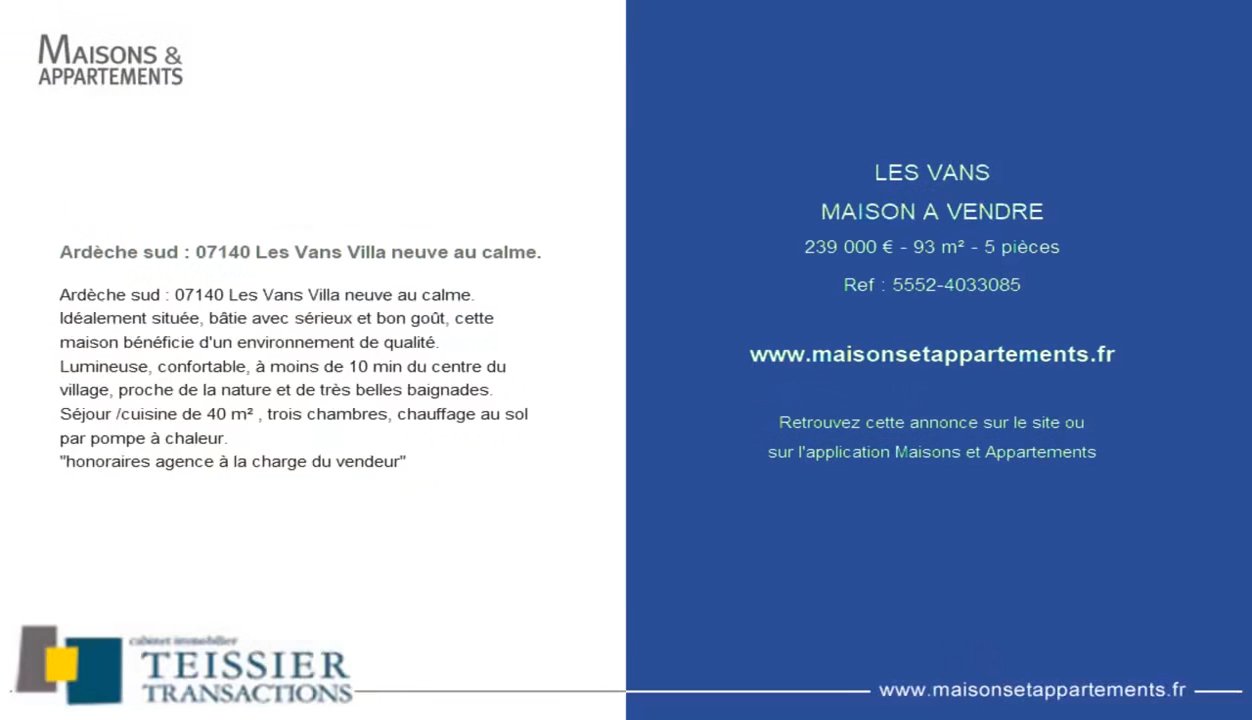 MAISONS &
APPARTEMENTS
Ardèche sud : 07140 Les Vans Villa neuve au calme.
Ardèche sud : 07140 Les Vans Villa neuve au calme.
Idéalement située, bâtie avec sérieux et bon goût, cette
maison bénéficie d'un environnement de qualité.
Lumineuse, confortable, à moins de 10 min du centre du
village, proche de la nature et de très belles baignades.
Séjour /cuisine de 40 m² , trois chambres, chauffage au sol
par pompe à chaleur.
"honoraires agence à la charge du vendeur"
cabinet immobilier
TEISSIER
TRANSACTIONS
LES VANS
MAISON A VENDRE
239 000 € - 93 m² - 5 pièces
Ref : 5552-4033085
www.maisonsetappartements.fr
Retrouvez cette annonce sur le site ou
sur l'application Maisons et Appartements
www.maisonsetappartements.fr